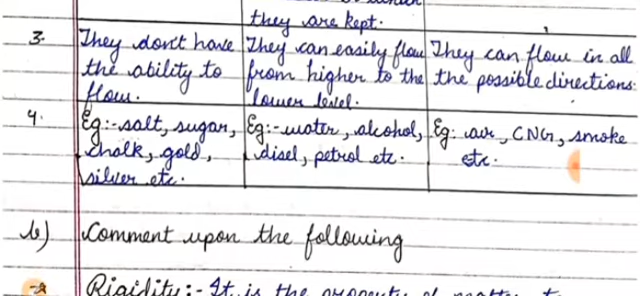 they are kept.
3. They don't have They can easily flow They can flow in all
the ability to from higher to the the possible directions.
flow. lower level.
4. Eg:-salt, sugar, Eg:-water, alcohol, Eg: air, CNG, smoke
chalk, gold, disel, petrol etc. etc.
silver etc.
b) Comment upon the following
Rigidity:- It is the property of matter to